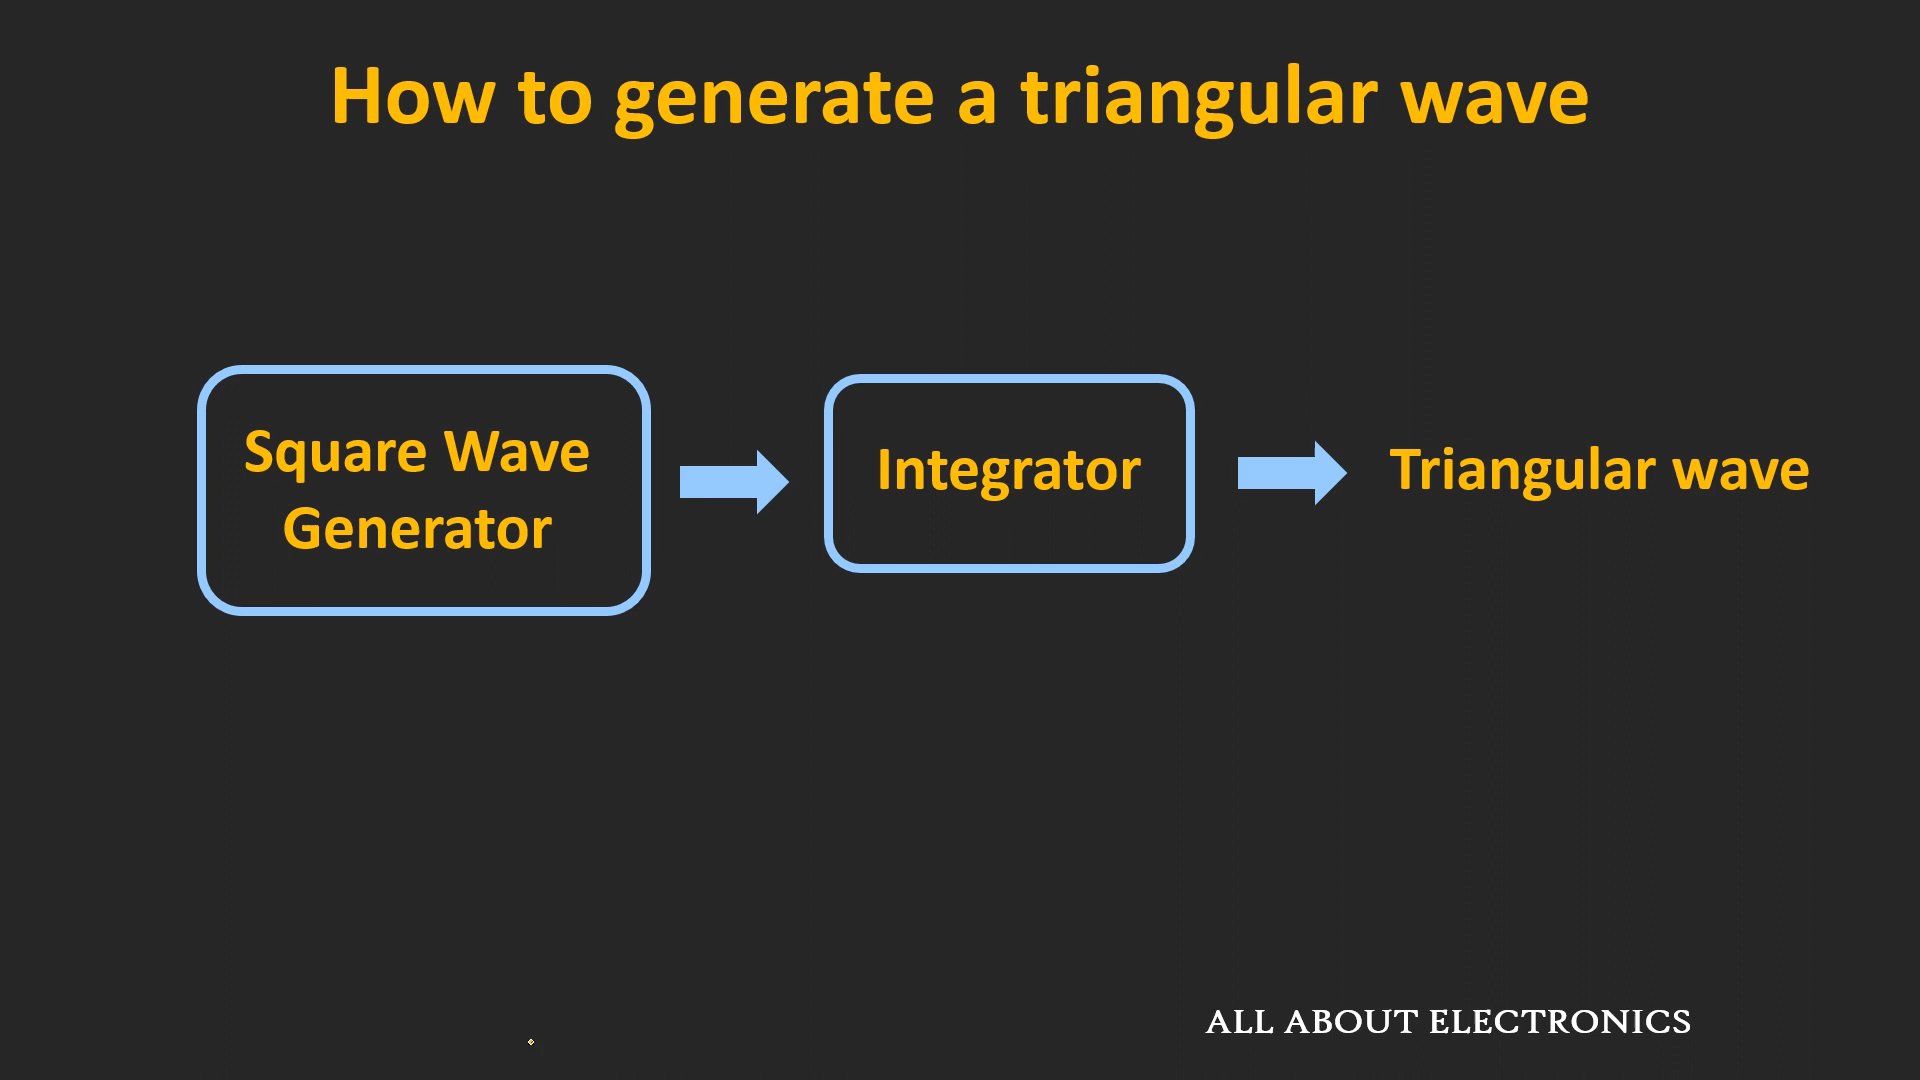 How to generate a triangular wave
Square Wave
Generator
Integrator
Triangular wave
ALL ABOUT ELECTRONICS